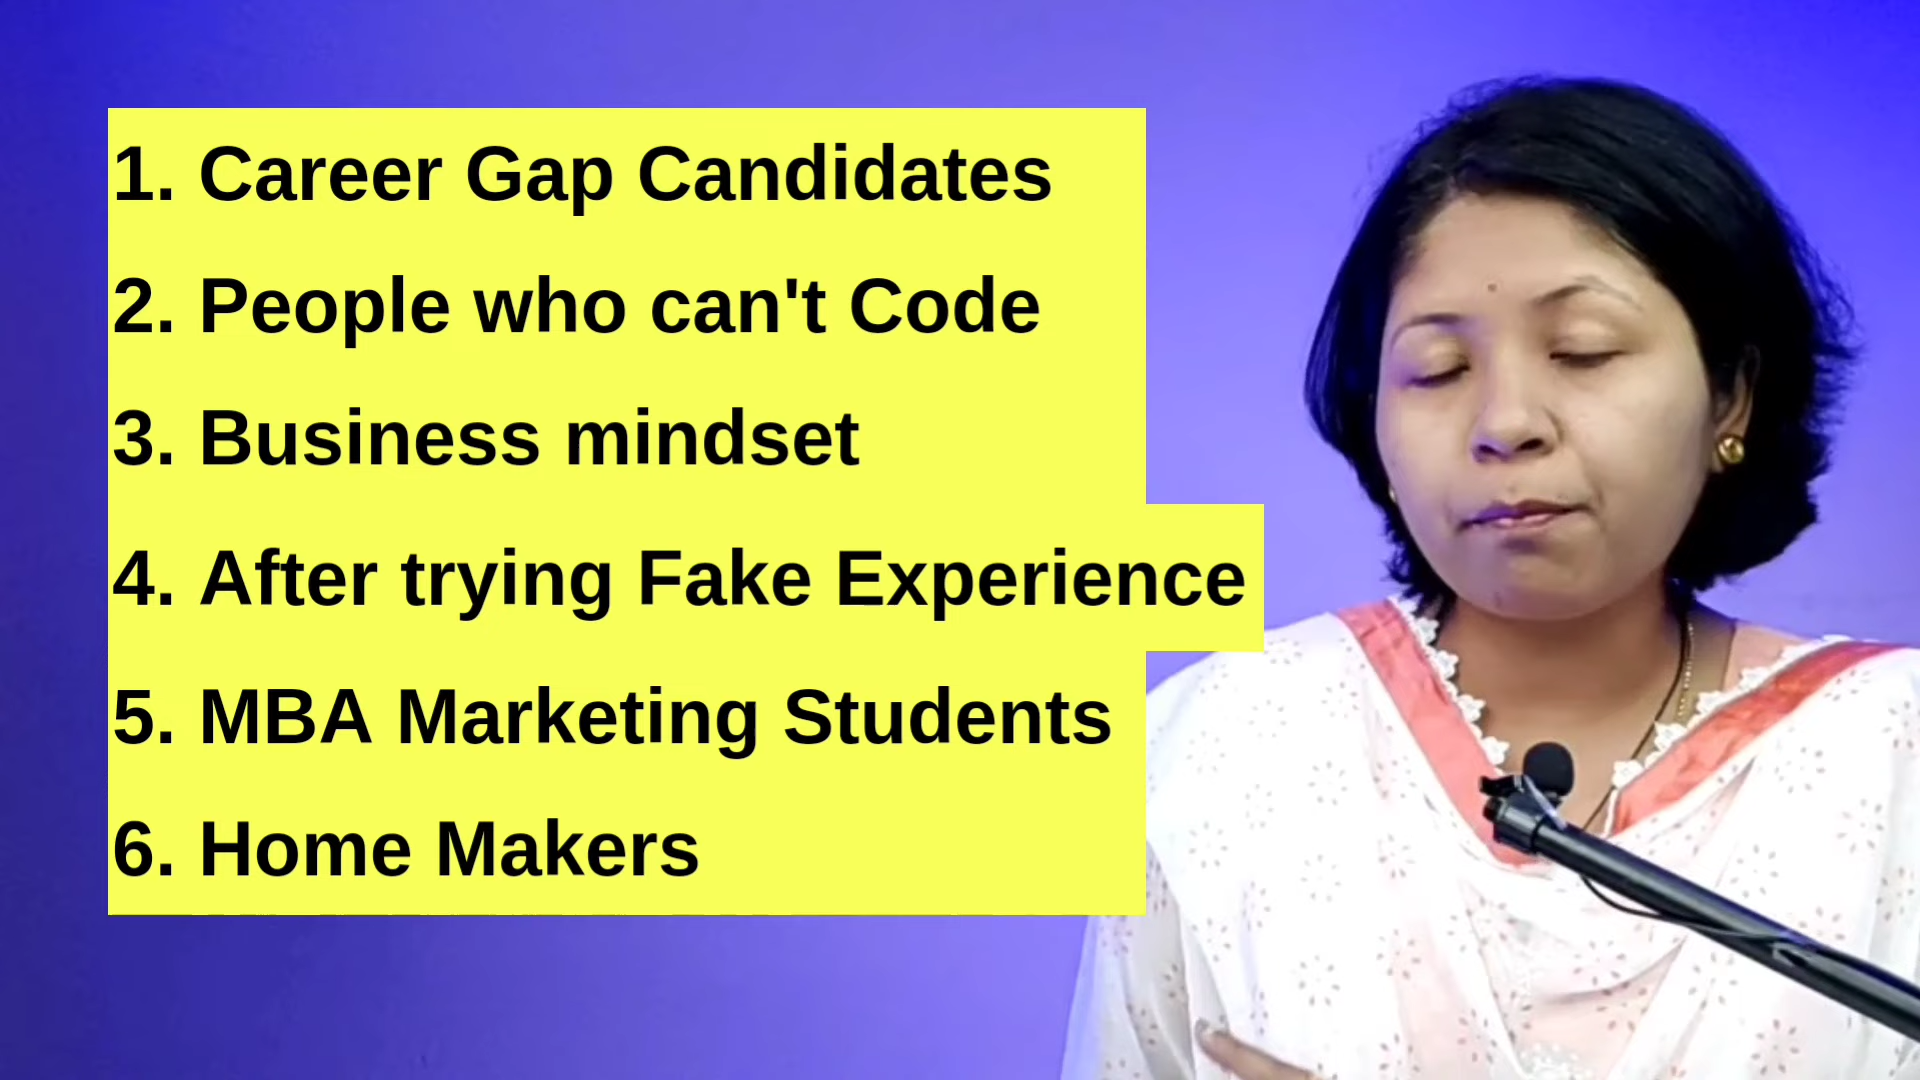 1. Career Gap Candidates
2. People who can't Code
3. Business mindset
4. After trying Fake Experience
5. MBA Marketing Students
6. Home Makers